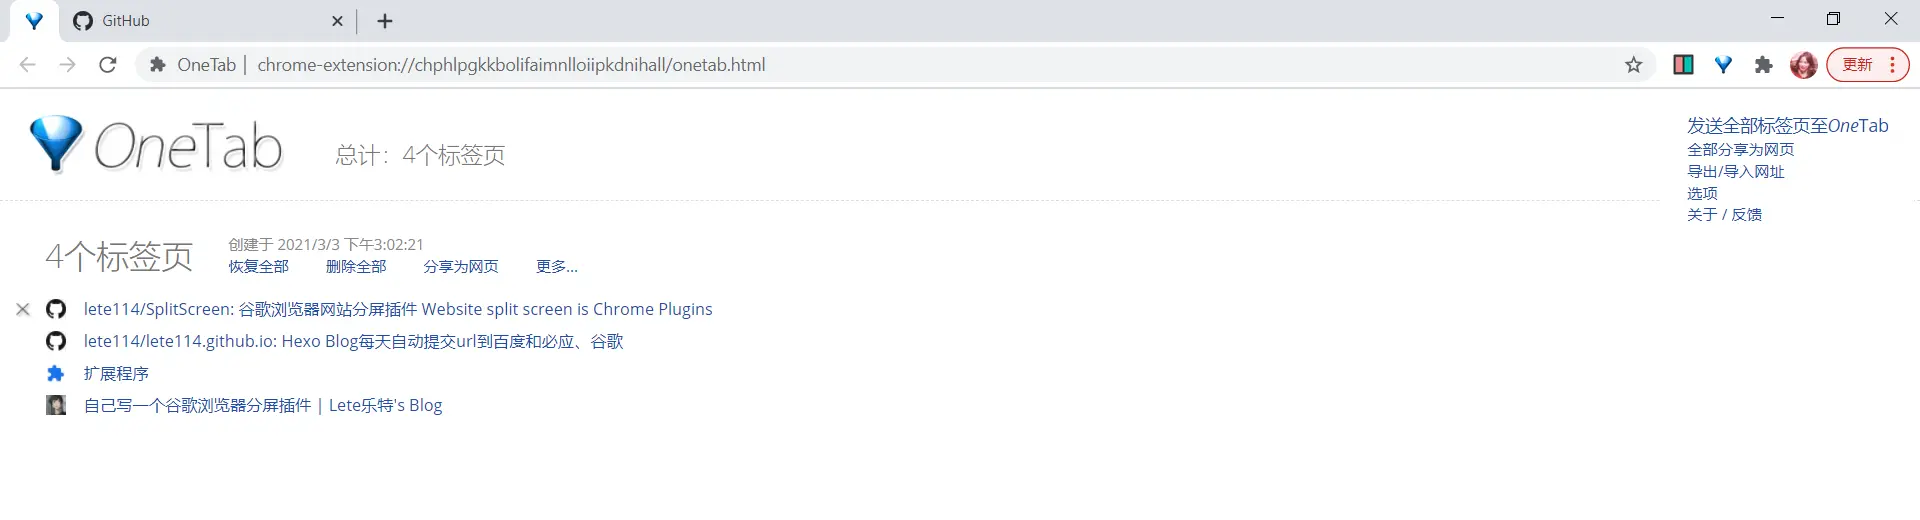 GitHub
OneTab | chrome-extension://chphlpgkkbolifaimnlloiipkdnihall/onetab.html
更新
OneTab
总计：4个标签页
发送全部标签页至OneTab
全部分享为网页
导出/导入网址
选项
关于 / 反馈
4个标签页
创建于 2021/3/3 下午3:02:21
恢复全部 删除全部 分享为网页 更多...
lete114/SplitScreen: 谷歌浏览器网站分屏插件 Website split screen is Chrome Plugins
lete114/lete114.github.io: Hexo Blog每天自动提交url到百度和必应、谷歌
扩展程序
自己写一个谷歌浏览器分屏插件 | Lete乐特's Blog